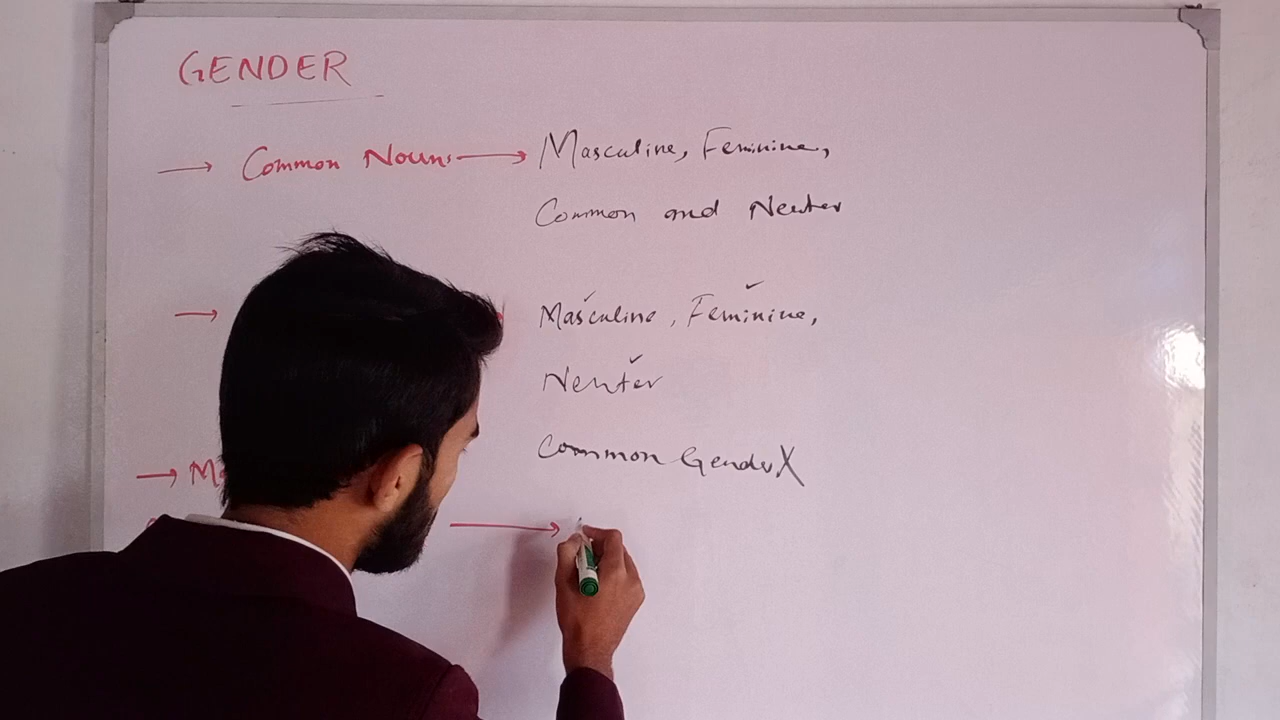 GENDER
→ Common Nouns → Masculine, Feminine,
Common and Neuter
→ Masculine, Feminine,
Neuter
Common Gender X
→
→